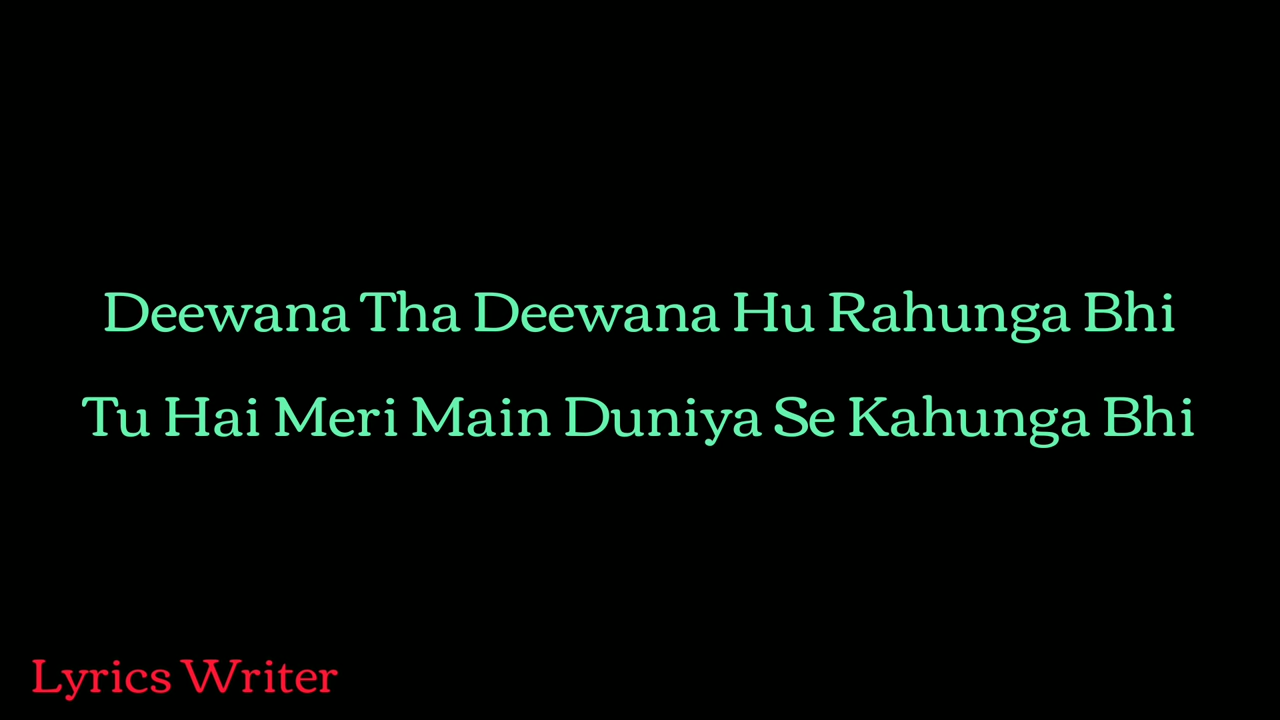 Deewana Tha Deewana Hu Rahunga Bhi
Tu Hai Meri Main Duniya Se Kahunga Bhi
Lyrics Writer